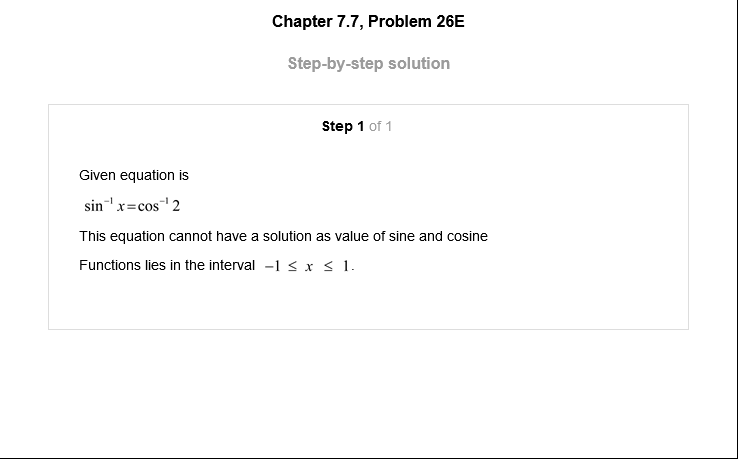 Chapter 7.7, Problem 26E
Step-by-step solution
Step 1 of 1
Given equation is
sin⁻¹ x=cos⁻¹ 2
This equation cannot have a solution as value of sine and cosine
Functions lies in the interval −1 ≤ x ≤ 1.